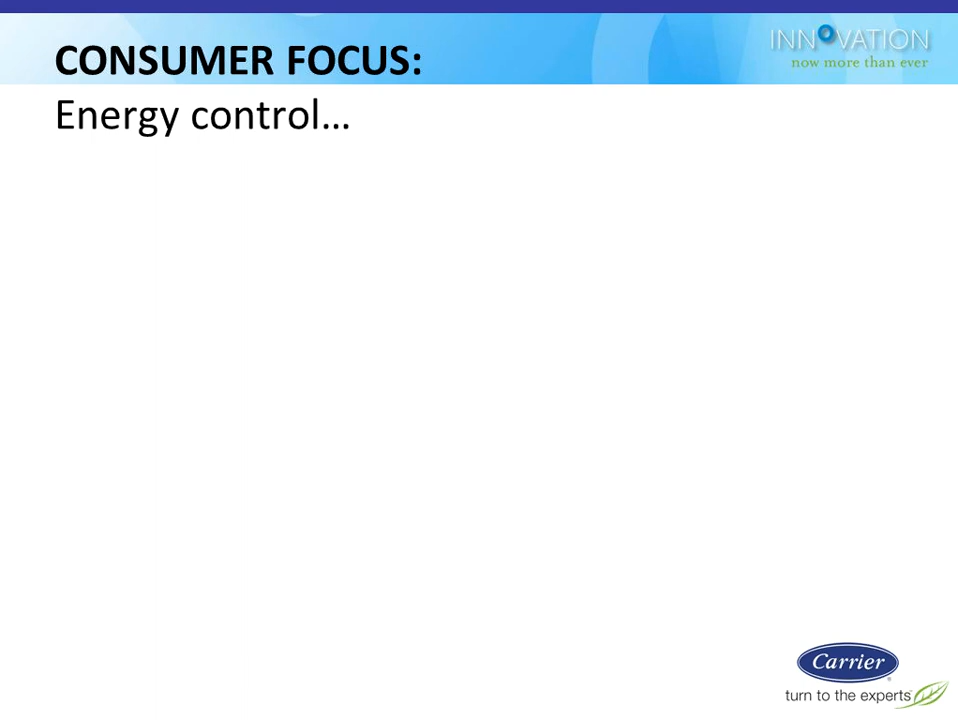 INNOVATION
now more than ever
CONSUMER FOCUS:
Energy control…
Carrier
turn to the experts